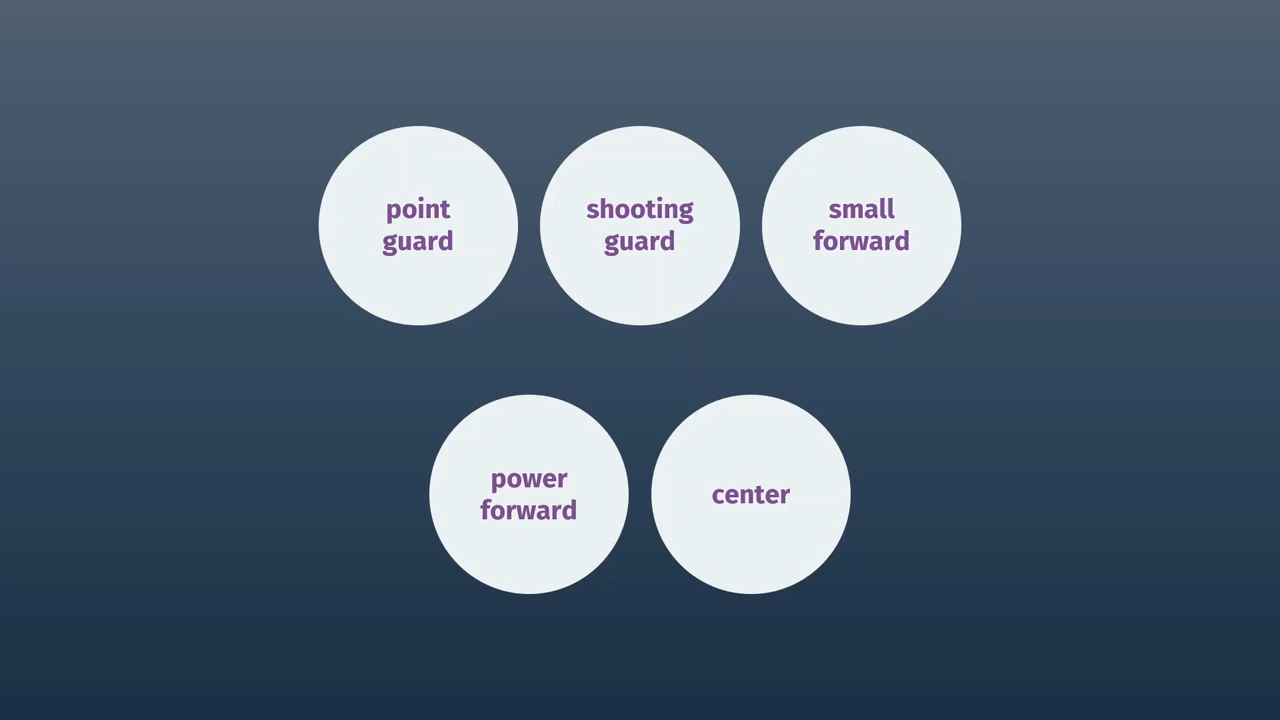 point
guard
shooting
guard
small
forward
power
forward
center